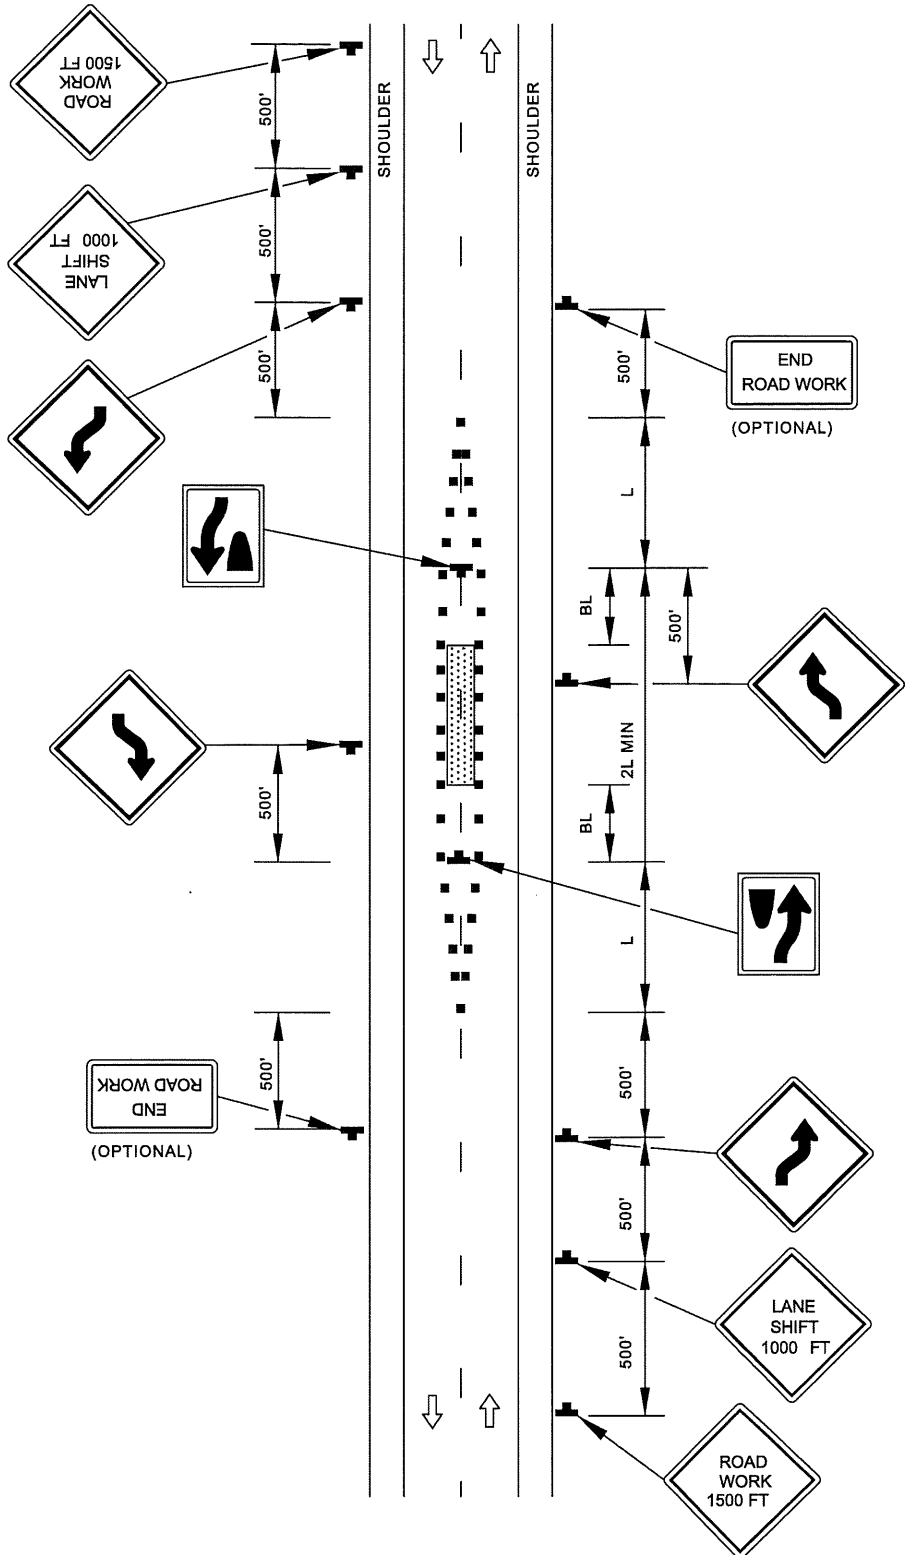 ROAD
WORK
1500 FT
500'
SHOULDER
SHOULDER
LANE
SHIFT
1000 FT
500'
500'
500'
END
ROAD WORK
(OPTIONAL)
L
BL
500'
2L MIN
500'
BL
L
END
ROAD WORK
(OPTIONAL)
500'
500'
500'
LANE
SHIFT
1000 FT
500'
ROAD
WORK
1500 FT